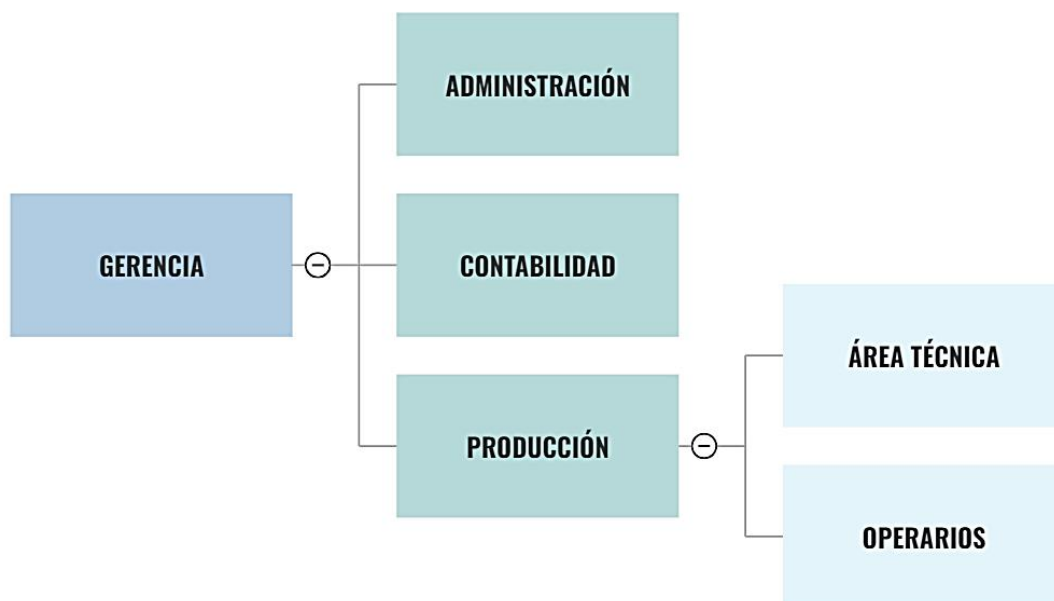 ADMINISTRACIÓN
GERENCIA
CONTABILIDAD
PRODUCCIÓN
ÁREA TÉCNICA
OPERARIOS